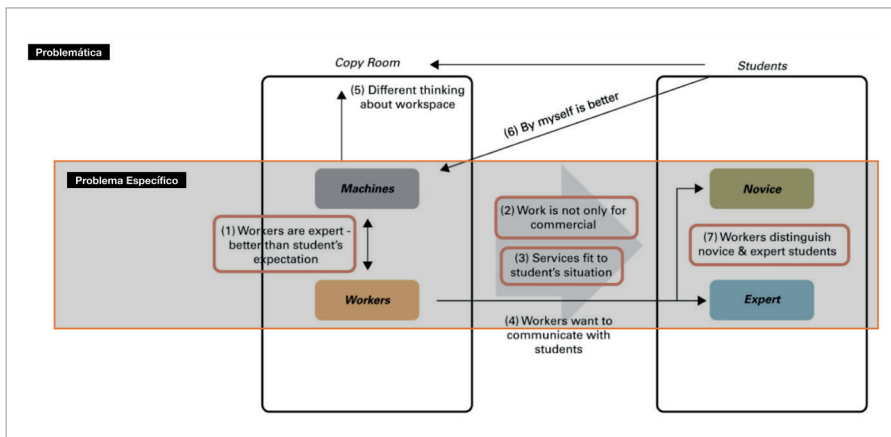 Problemática
Copy Room
Students
(5) Different thinking
about workspace
(6) By myself is better
Problema Específico
Machines
Novice
(1) Workers are expert -
better than student's
expectation
(2) Work is not only for
commercial
(3) Services fit to
student's situation
(7) Workers distinguish
novice & expert students
Workers
Expert
(4) Workers want to
communicate with
students